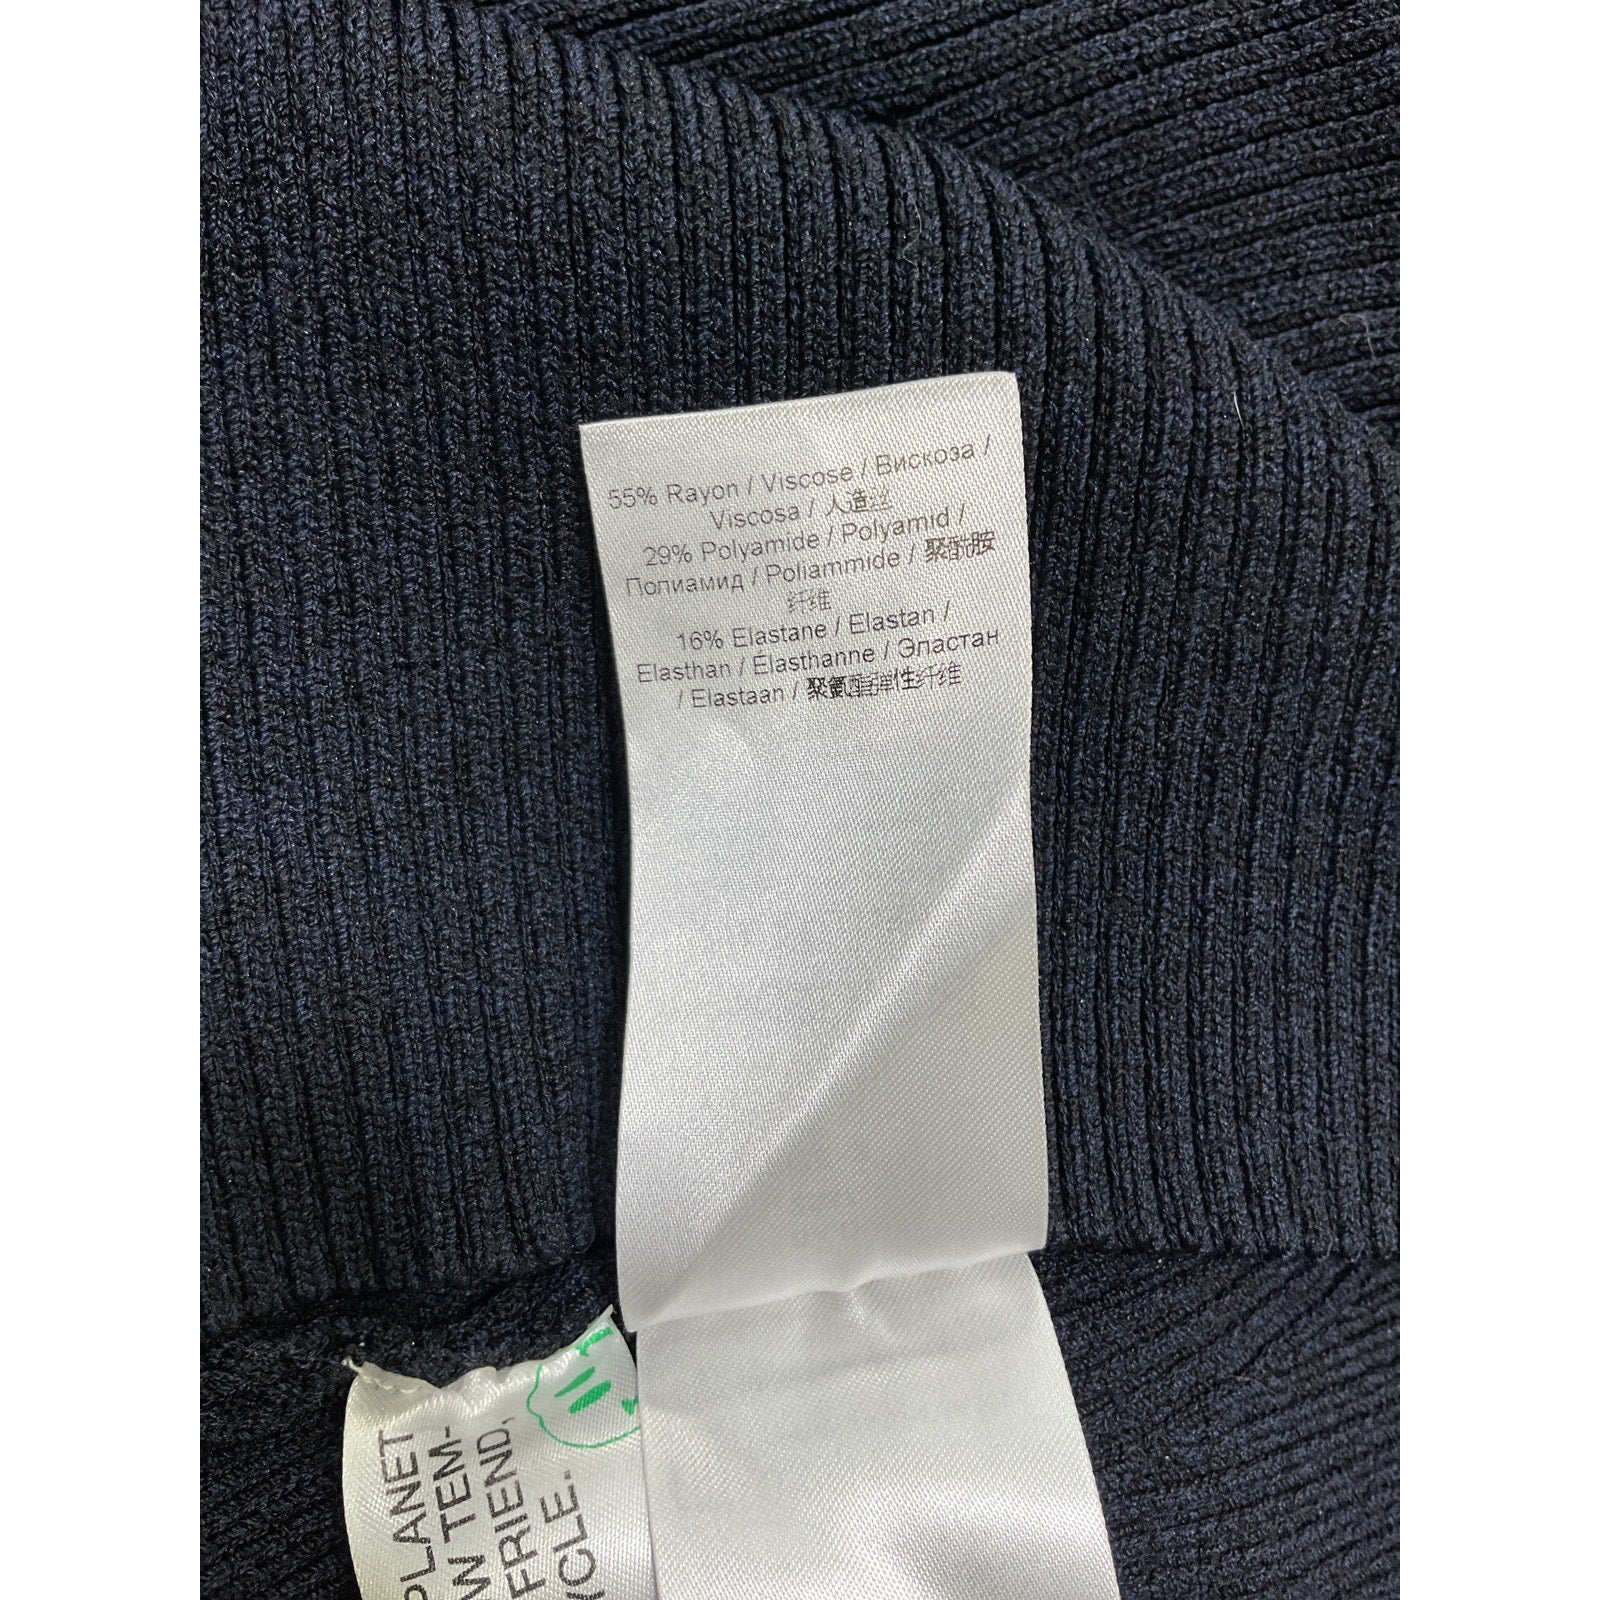 55% Rayon / Viscose / Вискоза /
Viscosa / 人造丝
29% Polyamide / Polyamid /
Полиамид / Poliammide / 聚酰胺
纤维
16% Elastane / Elastan /
Elasthan / Élasthanne / Эластан
/ Elastaan / 聚氨酯弹性纤维
PLANET
W TEM-
FRIEND,
CLE.